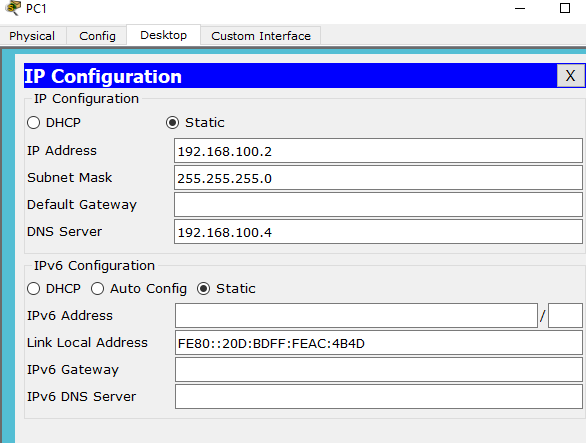 PC1
Physical Config Desktop Custom Interface
IP Configuration X
IP Configuration
DHCP Static
IP Address 192.168.100.2
Subnet Mask 255.255.255.0
Default Gateway
DNS Server 192.168.100.4
IPv6 Configuration
DHCP Auto Config Static
IPv6 Address /
Link Local Address FE80::20D:BDFF:FEAC:4B4D
IPv6 Gateway
IPv6 DNS Server